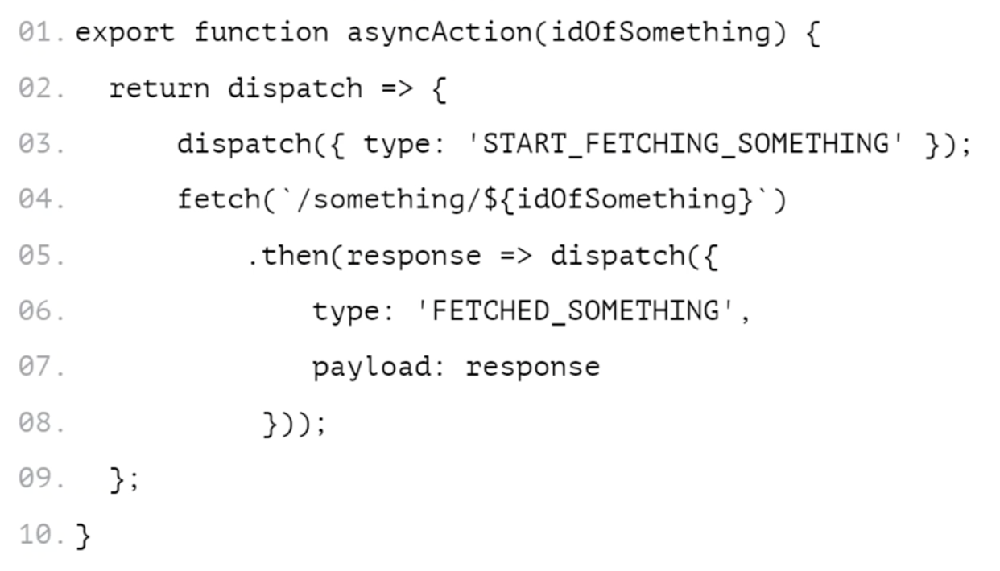 01. export function asyncAction(idOfSomething) {
02. return dispatch => {
03. dispatch({ type: 'START_FETCHING_SOMETHING' });
04. fetch(`/something/${idOfSomething}`)
05. .then(response => dispatch({
06. type: 'FETCHED_SOMETHING',
07. payload: response
08. }));
09. };
10. }